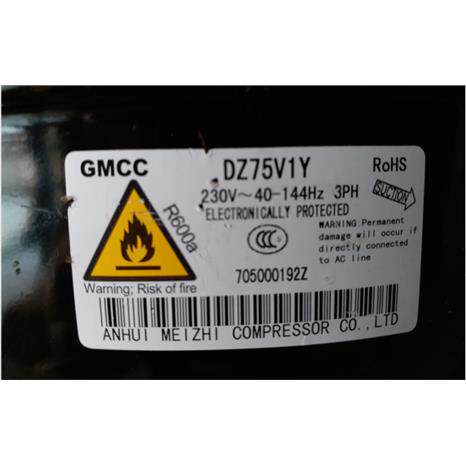 GMCC
DZ75V1Y
RoHS
230V~40-144Hz 3PH
SUCTION
ELECTRONICALLY PROTECTED
R600a
CCC
WARNING:Permanent
damage will occur if
directly connected
to AC line
705000192Z
Warning; Risk of fire
ANHUI MEIZHI COMPRESSOR CO.,LTD